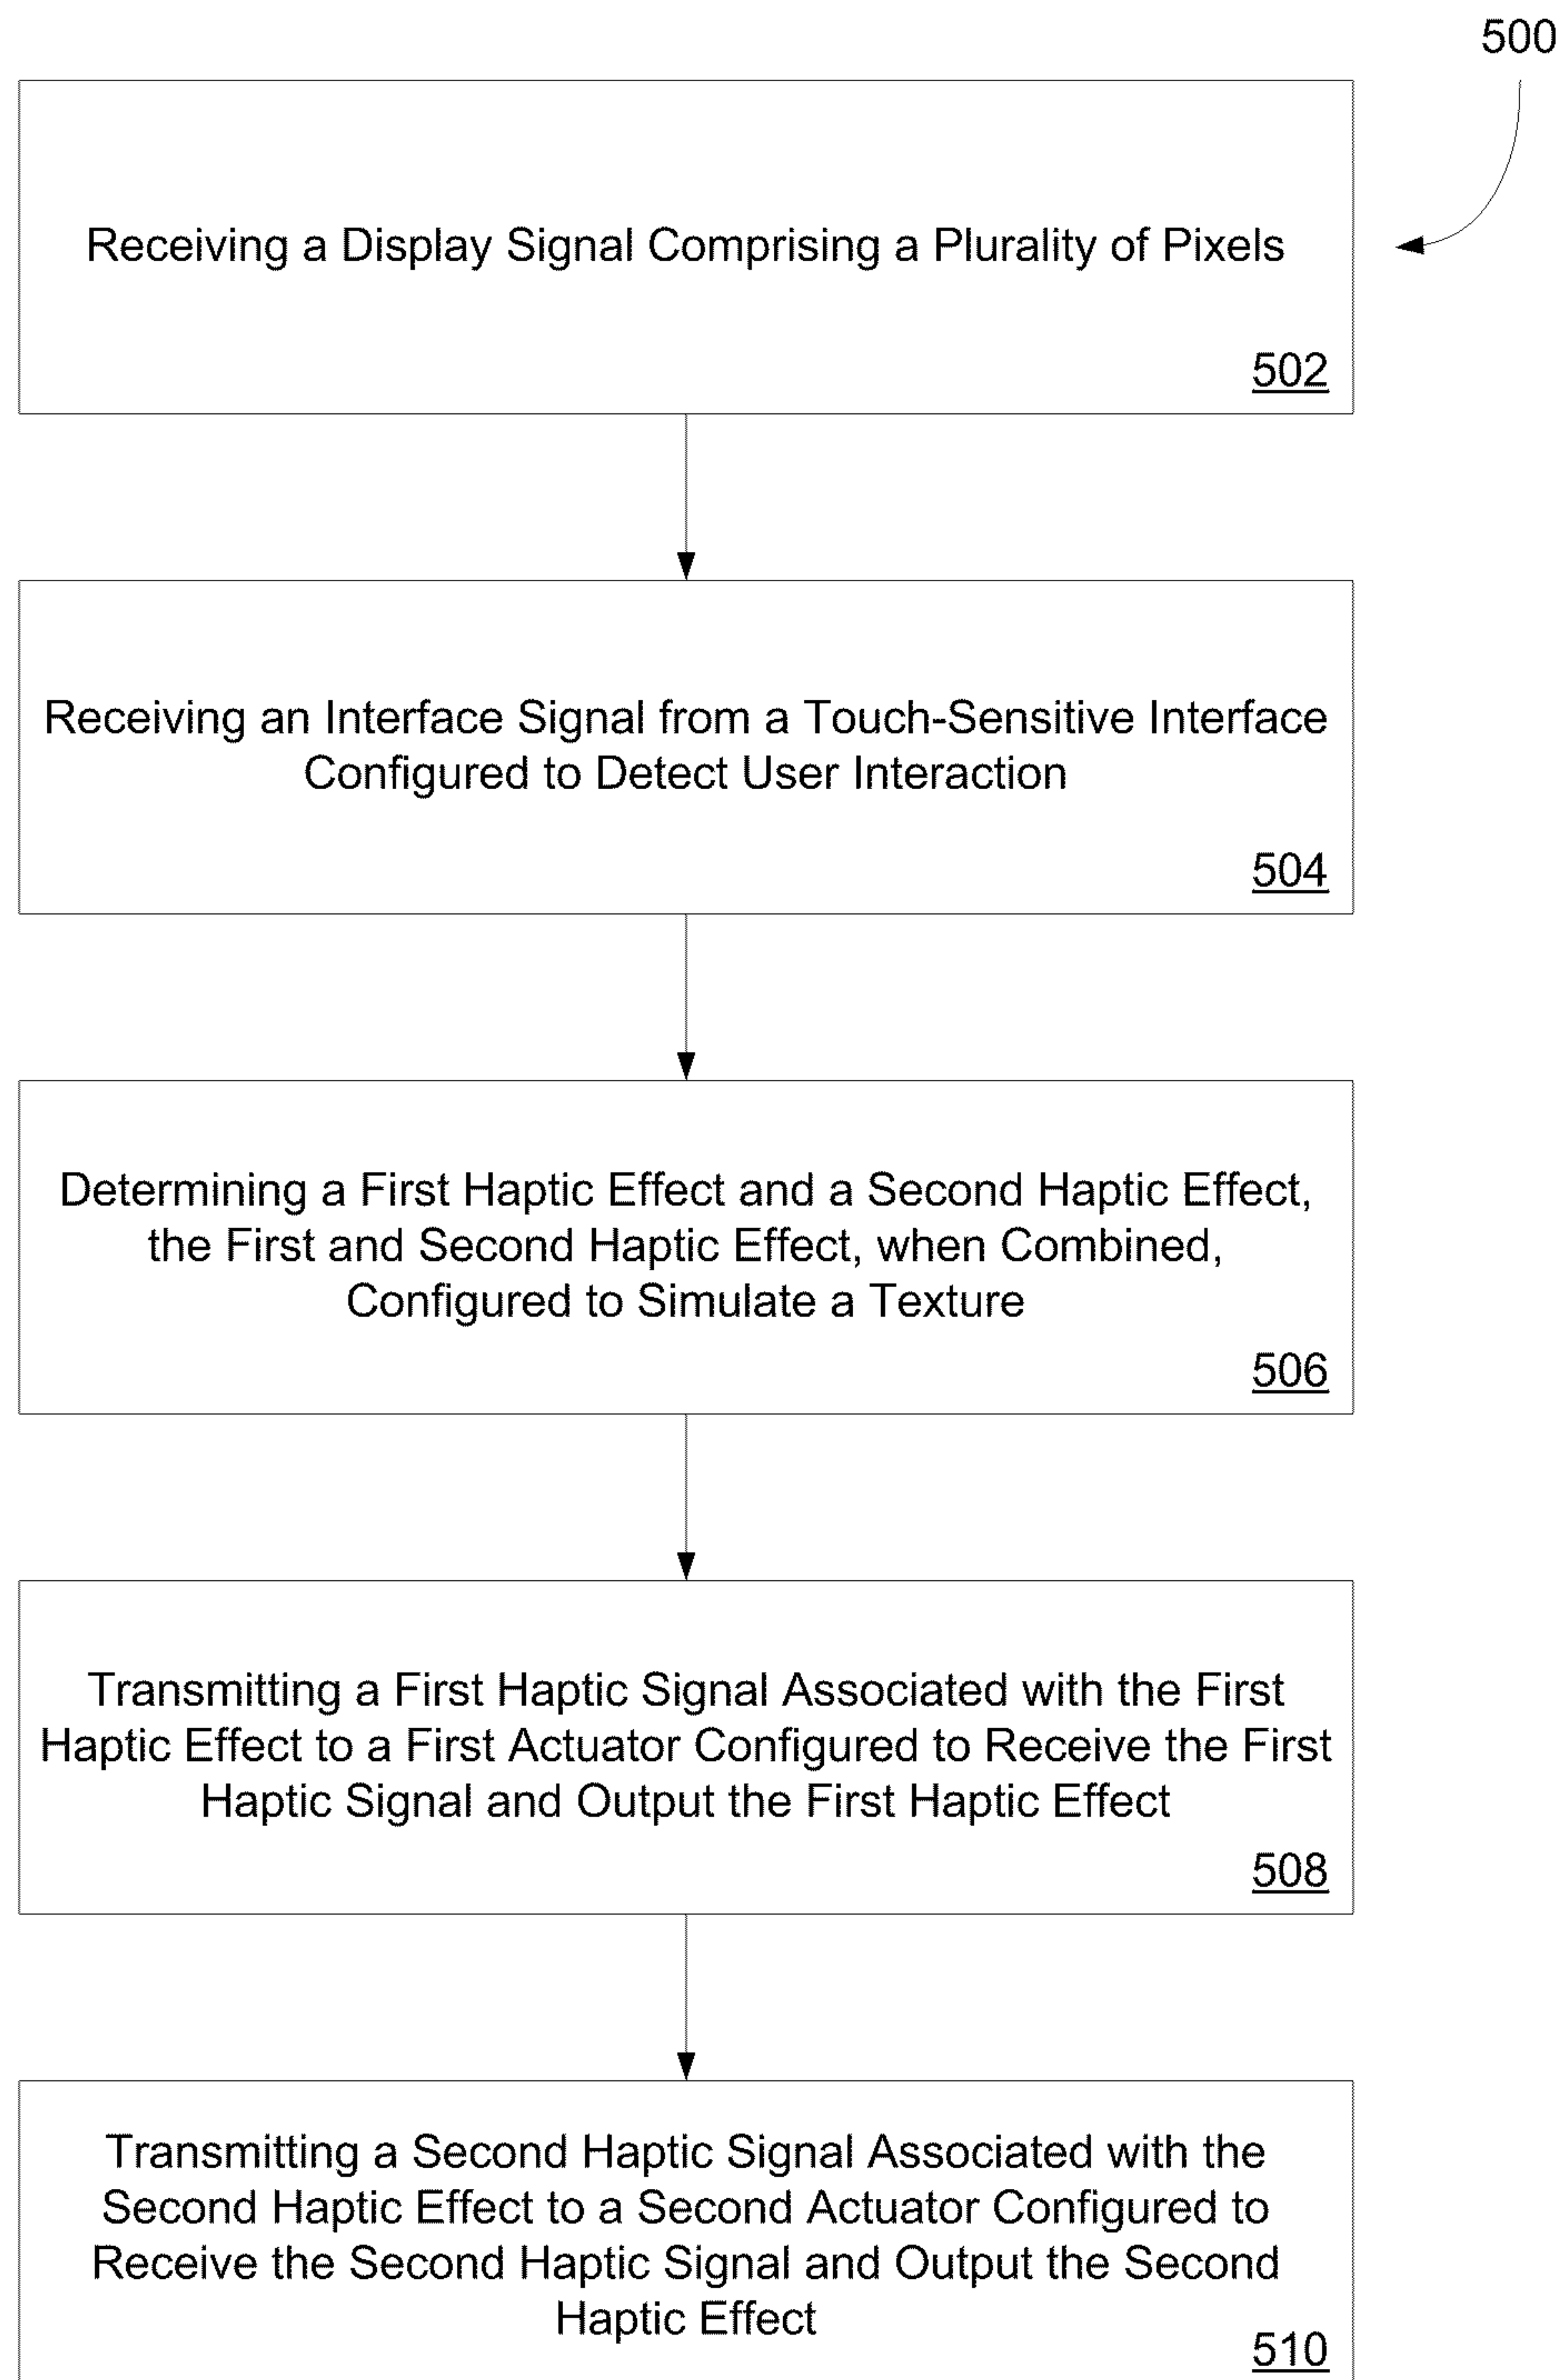 500
Receiving a Display Signal Comprising a Plurality of Pixels
502
Receiving an Interface Signal from a Touch-Sensitive Interface
Configured to Detect User Interaction
504
Determining a First Haptic Effect and a Second Haptic Effect,
the First and Second Haptic Effect, when Combined,
Configured to Simulate a Texture
506
Transmitting a First Haptic Signal Associated with the First
Haptic Effect to a First Actuator Configured to Receive the First
Haptic Signal and Output the First Haptic Effect
508
Transmitting a Second Haptic Signal Associated with the
Second Haptic Effect to a Second Actuator Configured to
Receive the Second Haptic Signal and Output the Second
Haptic Effect
510